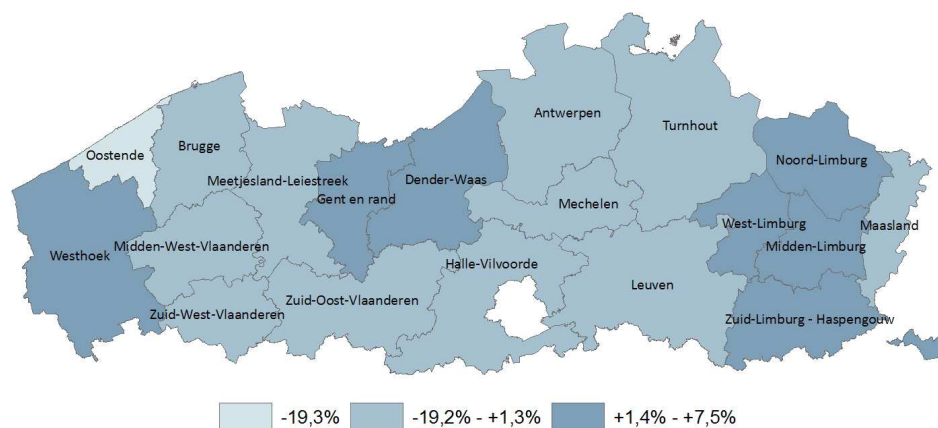 Antwerpen
Turnhout
Oostende
Brugge
Noord-Limburg
Meetjesland-Leiestreek
Dender-Waas
Gent en rand
Mechelen
West-Limburg
Maasland
Midden-West-Vlaanderen
Midden-Limburg
Westhoek
Halle-Vilvoorde
Leuven
Zuid-Oost-Vlaanderen
Zuid-West-Vlaanderen
Zuid-Limburg - Haspengouw
-19,3%
-19,2% - +1,3%
+1,4% - +7,5%